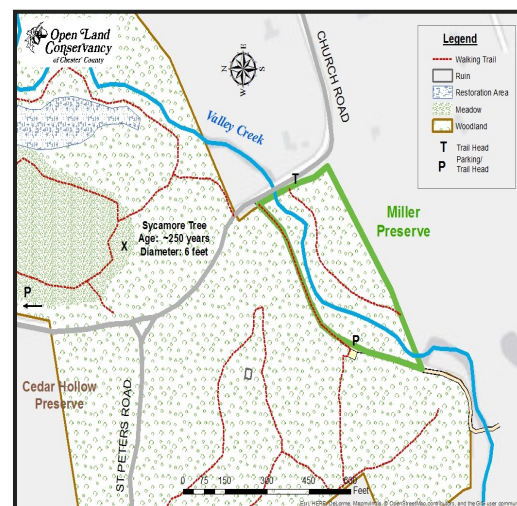 Open Land
Conservancy
of Chester County
E
N
S
W
CHURCH ROAD
Legend
Walking Trail
Ruin
Restoration Area
Meadow
Woodland
T Trail Head
P Parking/
Trail Head
Valley Creek
T
Miller
Preserve
Sycamore Tree
Age: ~250 years
Diameter: 6 feet
X
P
P
Cedar Hollow
Preserve
ST PETERS ROAD
0 75 150 300 450 600
Feet